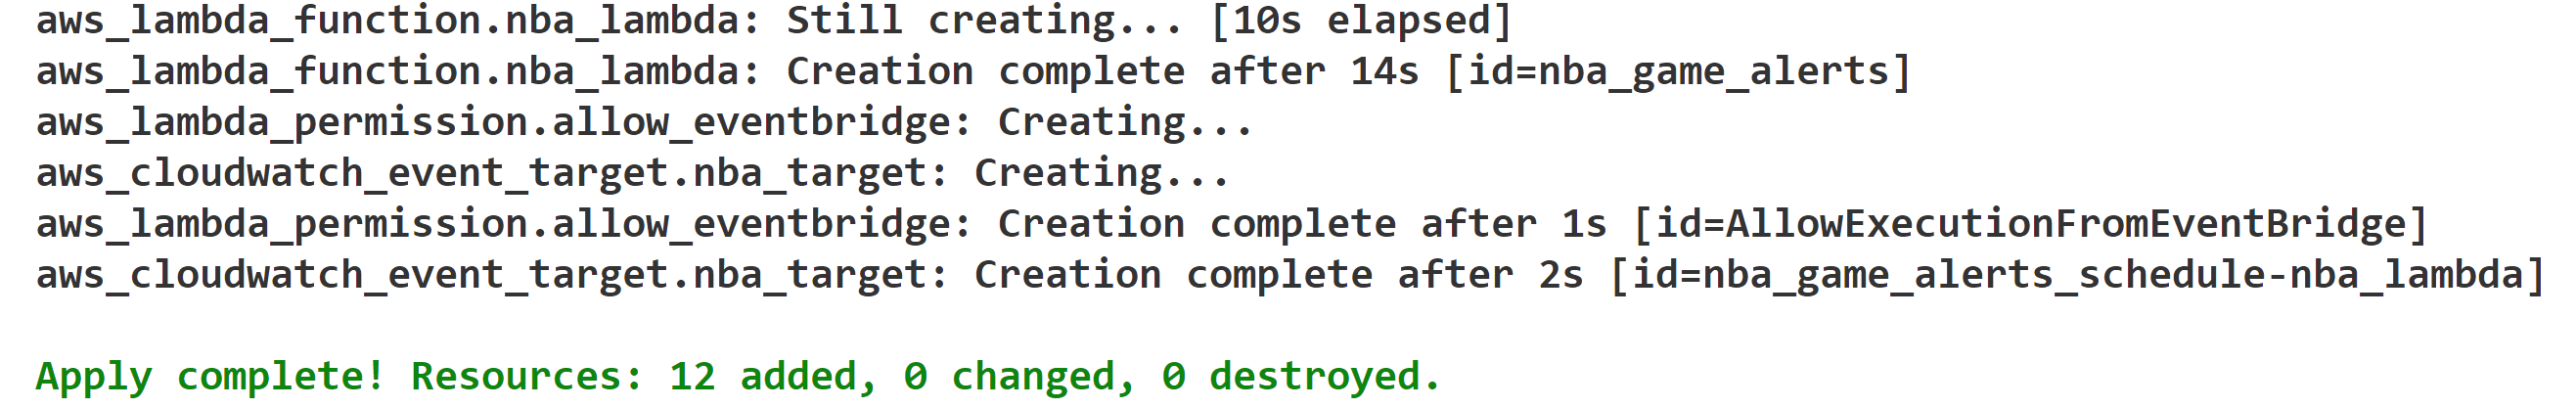 aws_lambda_function.nba_lambda: Still creating... [10s elapsed]
aws_lambda_function.nba_lambda: Creation complete after 14s [id=nba_game_alerts]
aws_lambda_permission.allow_eventbridge: Creating...
aws_cloudwatch_event_target.nba_target: Creating...
aws_lambda_permission.allow_eventbridge: Creation complete after 1s [id=AllowExecutionFromEventBridge]
aws_cloudwatch_event_target.nba_target: Creation complete after 2s [id=nba_game_alerts_schedule-nba_lambda]
Apply complete! Resources: 12 added, 0 changed, 0 destroyed.